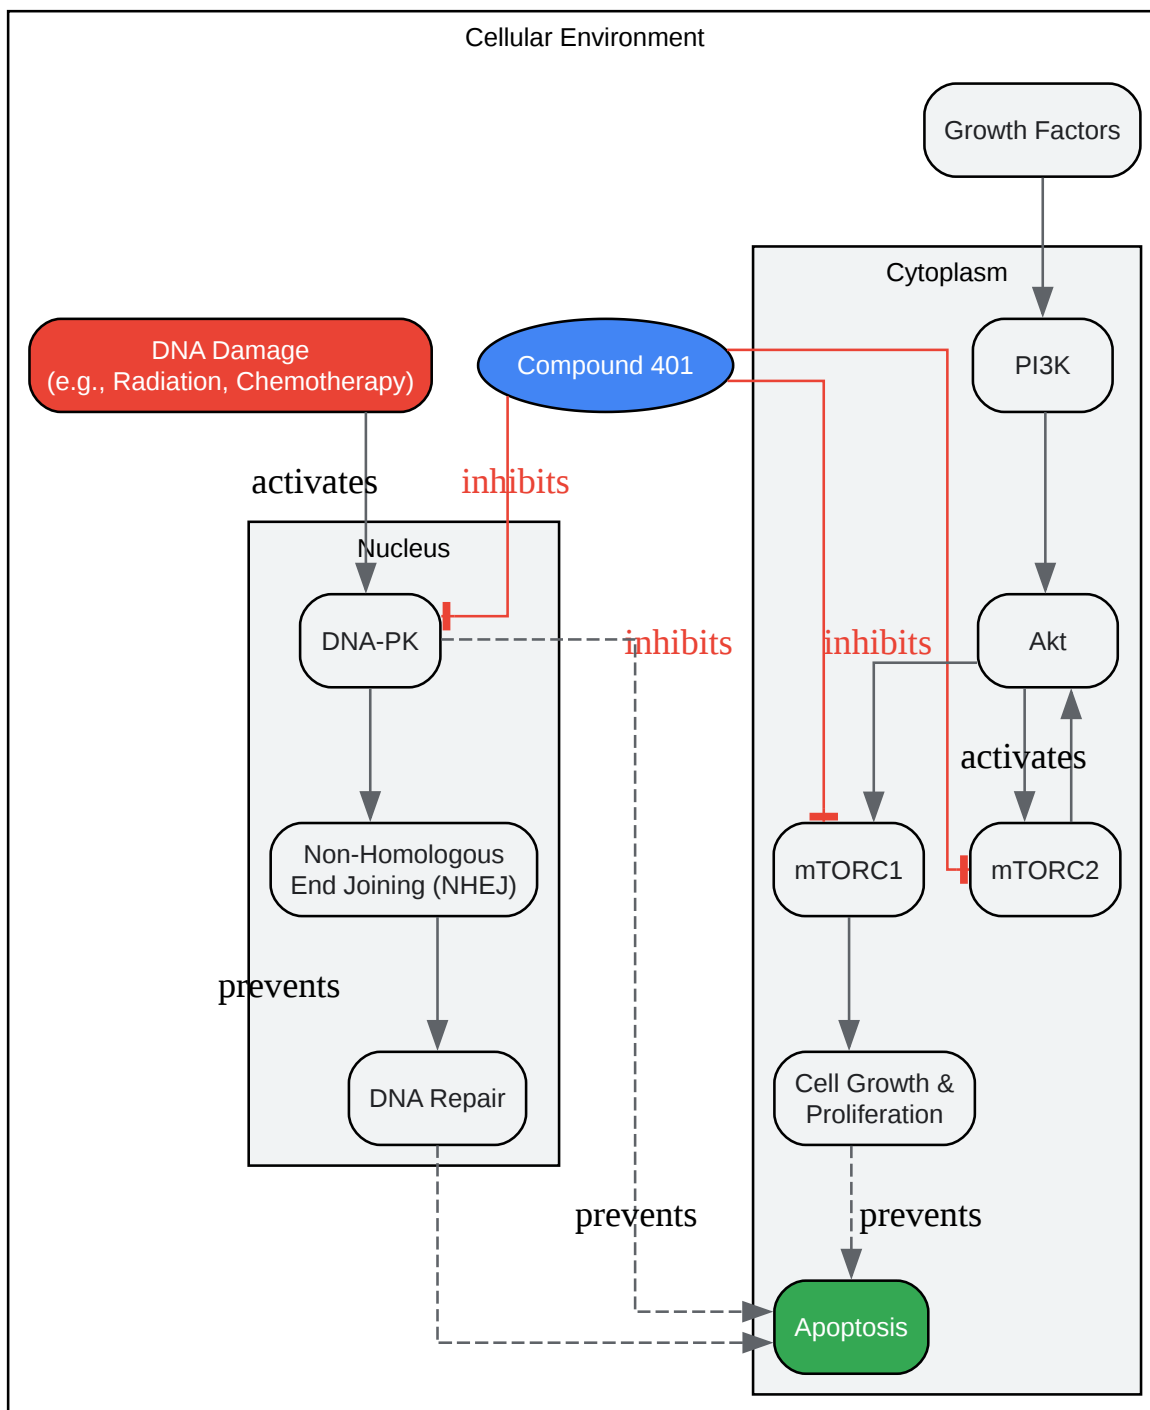 Cellular Environment
Growth Factors
Cytoplasm
DNA Damage
(e.g., Radiation, Chemotherapy)
Compound 401
PI3K
activates
inhibits
Nucleus
DNA-PK
inhibits
inhibits
Akt
activates
Non-Homologous
End Joining (NHEJ)
mTORC1
mTORC2
prevents
DNA Repair
Cell Growth &
Proliferation
prevents
prevents
Apoptosis